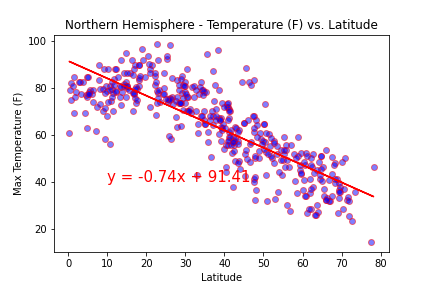 Northern Hemisphere - Temperature (F) vs. Latitude
100
80
60
40
20
Max Temperature (F)
y = -0.74x + 91.41
0 10 20 30 40 50 60 70 80
Latitude